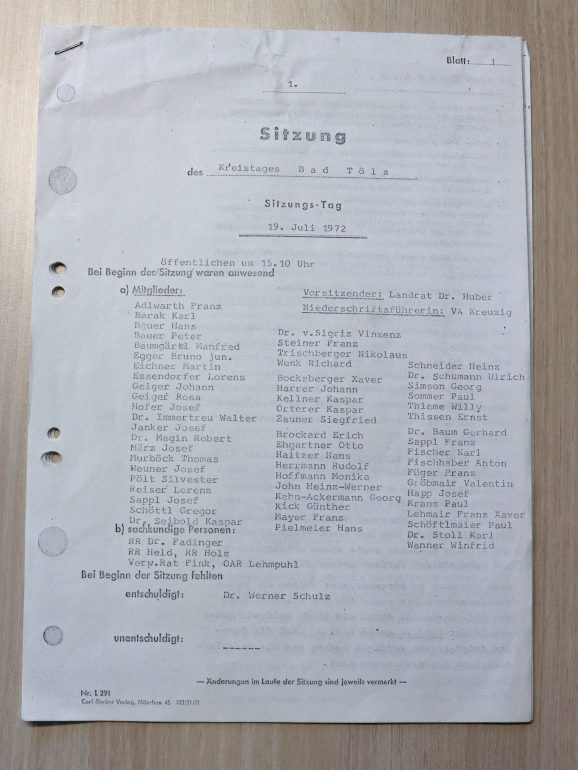 Blatt: 1
1.
Sitzung
des Kreistages Bad Tölz
Sitzungs-Tag
19. Juli 1972
öffentlichen um 15.10 Uhr
Bei Beginn der/Sitzung waren anwesend
a) Mitglieder:
Vorsitzender: Landrat Dr. Huber
Niederschriftsführerin: VA Kreuzig
Adlwarth Franz
Barak Karl
Bauer Hans
Bauer Peter
Baumgärtl Manfred
Egger Bruno jun.
Eichner Martin
Essendorfer Lorenz
Geiger Johann
Geiger Rosa
Hofer Josef
Dr. Immertreu Walter
Janker Josef
Dr. Magin Robert
März Josef
Murböck Thomas
Neuner Josef
Pölt Silvester
Reiser Lorenz
Sappl Josef
Schöttl Gregor
Dr. Seibold Kaspar
Dr. v.Sigriz Vinzenz
Steiner Franz
Trischberger Nikolaus
Wenk Richard
Bocksberger Xaver
Harrer Johann
Kellner Kaspar
Orterer Kaspar
Zauner Siegfried
Brockard Erich
Ehgartner Otto
Haitzer Hans
Herrmann Rudolf
Hoffmann Monika
John Heinz-Werner
Kehn-Ackermann Georg
Kick Günther
Mayer Franz
Pielmeier Hans
Schneider Heinz
Dr. Schumann Ulrich
Simson Georg
Sommer Paul
Thieme Willy
Thissen Ernst
Dr. Baum Gerhard
Sappl Franz
Fischer Karl
Fischhaber Anton
Füger Franz
Gröbmair Valentin
Happ Josef
Kranz Paul
Lehmair Franz Xaver
Schöftlmaier Paul
Dr. Stoll Karl
Wanner Winfrid
b) sachkundige Personen:
RR Dr. Fadinger
RR Held, RR Holz
Verw.Rat Fink, OAR Lehmpuhl
Bei Beginn der Sitzung fehlten
entschuldigt: Dr. Werner Schulz
unentschuldigt: ------
— Änderungen im Laufe der Sitzung sind jeweils vermerkt —
Nr. L 291
Carl Gerber Verlag, München 45